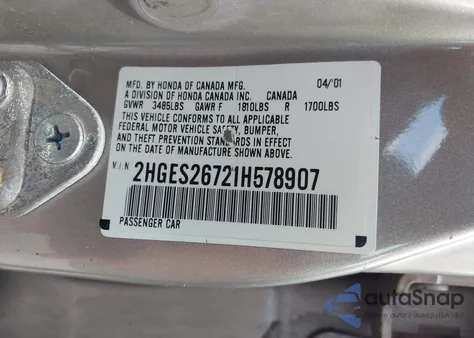 MFD. BY HONDA OF CANADA MFG. 04/'01
A DIVISION OF HONDA CANADA INC. CANADA
GVWR 3485LBS GAWR F 1810LBS R 1700LBS
THIS VEHICLE CONFORMS TO ALL APPLICABLE
FEDERAL MOTOR VEHICLE SAFETY, BUMPER,
AND THEFT PREVENTION STANDARDS IN EFFECT
ON THE DATE OF MANUFACTURE SHOWN ABOVE.
V.I.N 2HGES26721H578907
PASSENGER CAR
autaSnap